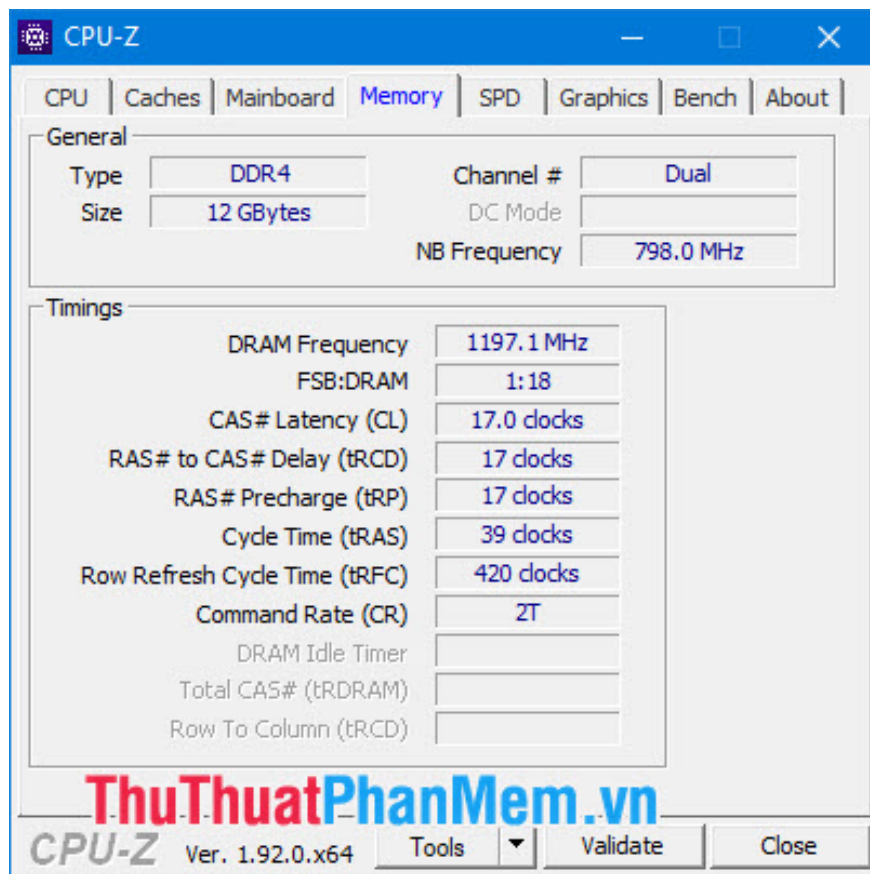 CPU-Z
CPU Caches Mainboard Memory SPD Graphics Bench About
General
Type DDR4 Channel # Dual
Size 12 GBytes DC Mode
NB Frequency 798.0 MHz
Timings
DRAM Frequency 1197.1 MHz
FSB:DRAM 1:18
CAS# Latency (CL) 17.0 clocks
RAS# to CAS# Delay (tRCD) 17 clocks
RAS# Precharge (tRP) 17 clocks
Cycle Time (tRAS) 39 clocks
Row Refresh Cycle Time (tRFC) 420 clocks
Command Rate (CR) 2T
DRAM Idle Timer
Total CAS# (tRDRAM)
Row To Column (tRCD)
ThuThuatPhanMem.vn
CPU-Z Ver. 1.92.0.x64 Tools Validate Close